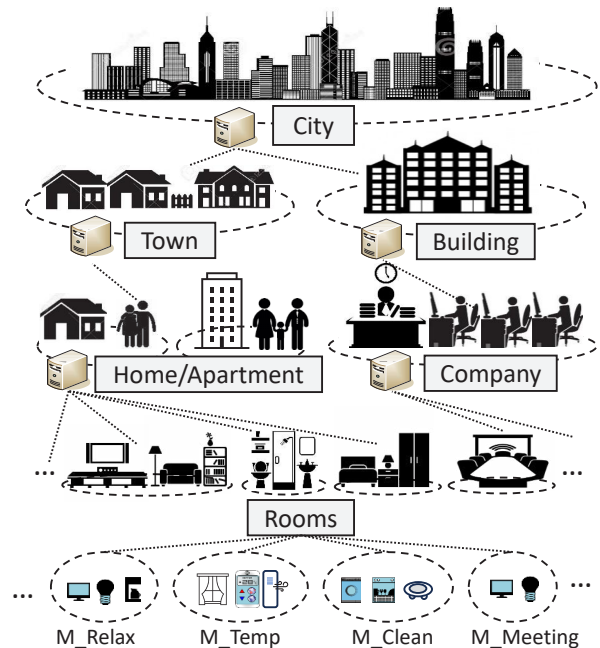 City
Town
Building
Home/Apartment
Company
...
...
Rooms
...
...
M_Relax
M_Temp
M_Clean
M_Meeting